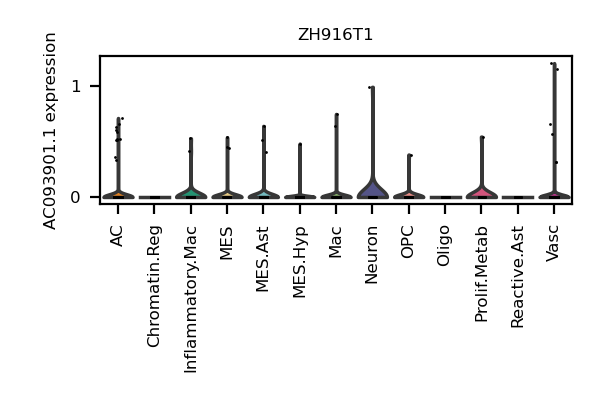 ZH916T1
AC093901.1 expression
1
0
AC
Chromatin.Reg
Inflammatory.Mac
MES
MES.Ast
MES.Hyp
Mac
Neuron
OPC
Oligo
Prolif.Metab
Reactive.Ast
Vasc